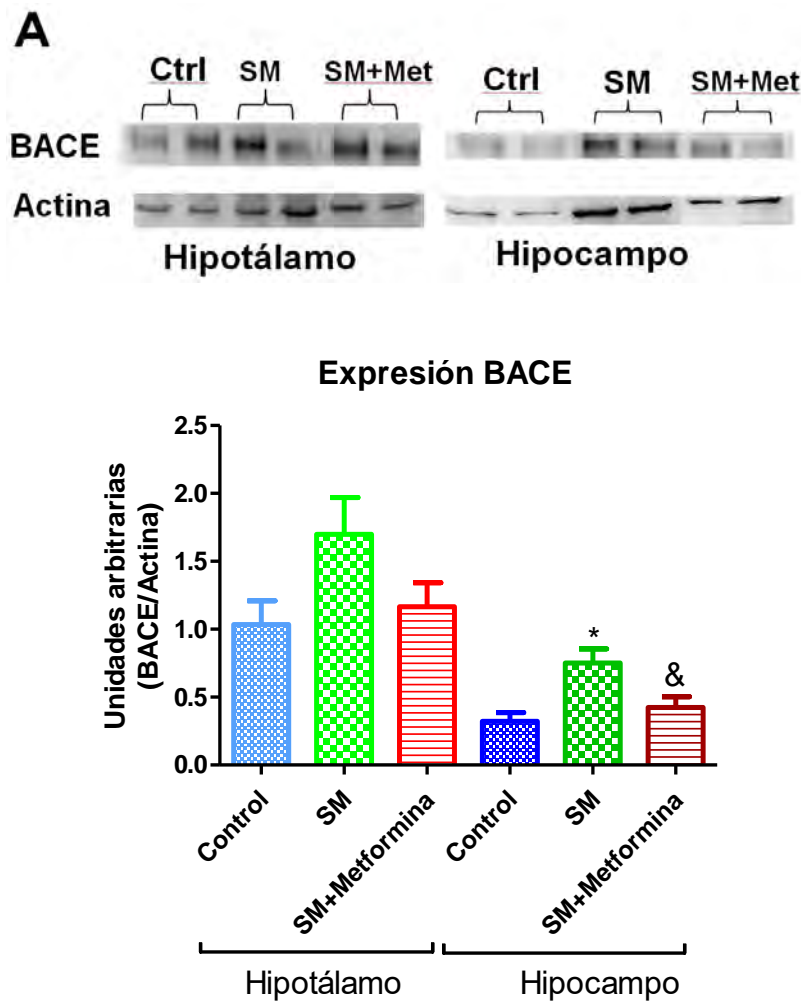 A
Ctrl SM SM+Met Ctrl SM SM+Met
BACE
Actina
Hipotálamo Hipocampo
Expresión BACE
Unidades arbitrarias
(BACE/Actina)
2.5
2.0
1.5
1.0
0.5
0.0
*
&
Control SM SM+Metformina Control SM SM+Metformina
Hipotálamo Hipocampo